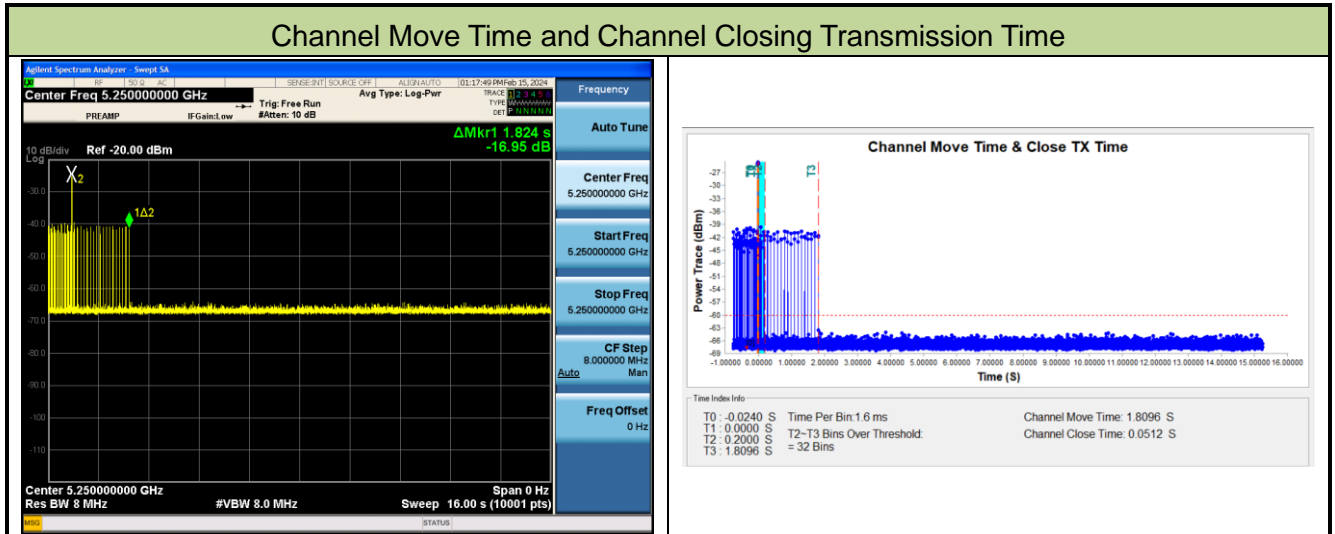 Channel Move Time and Channel Closing Transmission Time
Agilent Spectrum Analyzer - Swept SA
RF 50 Ω AC SENSE:INT SOURCE OFF ALIGN AUTO 01:17:49 PM Feb 15, 2024
Center Freq 5.250000000 GHz
PREAMP IFGain:Low
Trig: Free Run
#Atten: 10 dB
Avg Type: Log-Pwr
TRACE 1 2 3 4 5 6
TYPE
DET P N N N N N
ΔMkr1 1.824 s
-16.95 dB
10 dB/div Ref -20.00 dBm
Log
X2
1Δ2
-30.0
-40.0
-50.0
-60.0
-70.0
-80.0
-90.0
-100
-110
Center 5.250000000 GHz Span 0 Hz
Res BW 8 MHz #VBW 8.0 MHz Sweep 16.00 s (10001 pts)
MSG STATUS
Frequency
Auto Tune
Center Freq
5.250000000 GHz
Start Freq
5.250000000 GHz
Stop Freq
5.250000000 GHz
CF Step
8.000000 MHz
Auto Man
Freq Offset
0 Hz
Channel Move Time & Close TX Time
T3
Power Trace (dBm)
-27
-30
-33
-36
-39
-42
-45
-48
-51
-54
-57
-60
-63
-66
-69
-1.00000 0.00000 1.00000 2.00000 3.00000 4.00000 5.00000 6.00000 7.00000 8.00000 9.00000 10.00000 11.00000 12.00000 13.00000 14.00000 15.00000 16.00000
Time (S)
Time Index Info
T0 : -0.0240 S
T1 : 0.0000 S
T2 : 0.2000 S
T3 : 1.8096 S
Time Per Bin:1.6 ms
T2~T3 Bins Over Threshold:
= 32 Bins
Channel Move Time: 1.8096 S
Channel Close Time: 0.0512 S